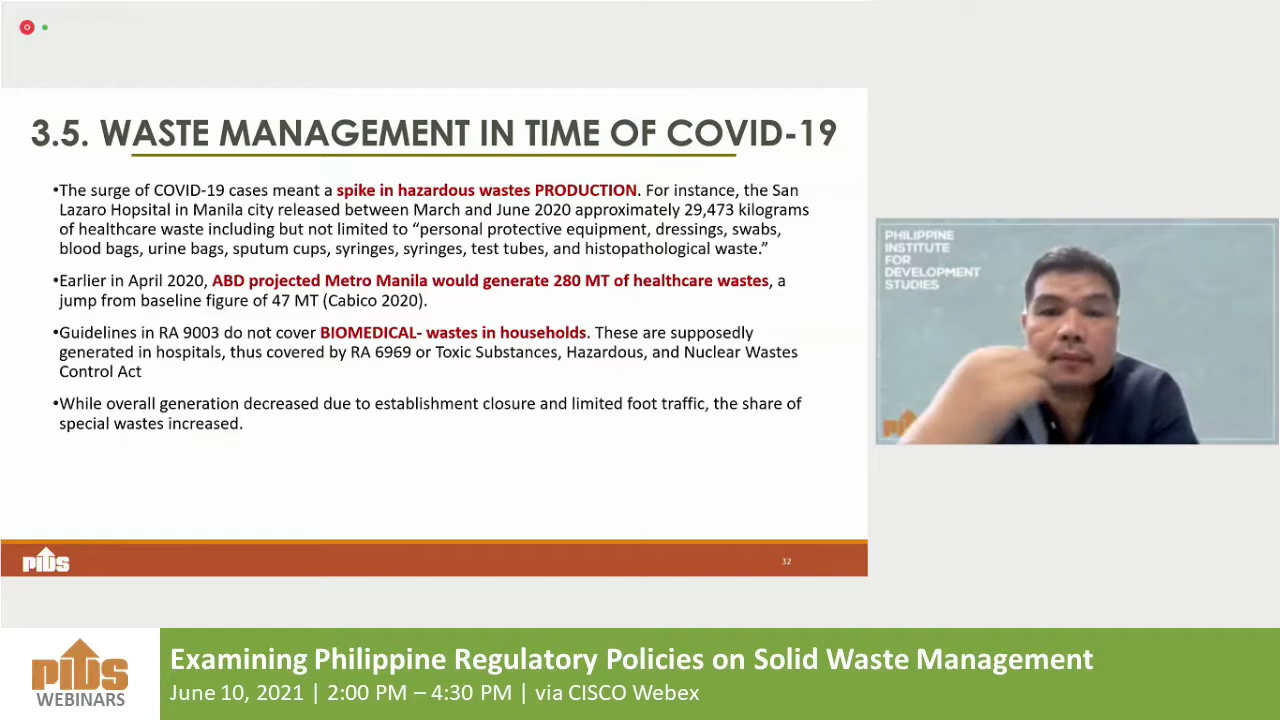 3.5. WASTE MANAGEMENT IN TIME OF COVID-19
•The surge of COVID-19 cases meant a spike in hazardous wastes PRODUCTION. For instance, the San
Lazaro Hopsital in Manila city released between March and June 2020 approximately 29,473 kilograms
of healthcare waste including but not limited to “personal protective equipment, dressings, swabs,
blood bags, urine bags, sputum cups, syringes, syringes, test tubes, and histopathological waste.”
•Earlier in April 2020, ABD projected Metro Manila would generate 280 MT of healthcare wastes, a
jump from baseline figure of 47 MT (Cabico 2020).
•Guidelines in RA 9003 do not cover BIOMEDICAL- wastes in households. These are supposedly
generated in hospitals, thus covered by RA 6969 or Toxic Substances, Hazardous, and Nuclear Wastes
Control Act
•While overall generation decreased due to establishment closure and limited foot traffic, the share of
special wastes increased.
PIDS
32
PHILIPPINE
INSTITUTE
FOR
DEVELOPMENT
STUDIES
PIDS
WEBINARS
Examining Philippine Regulatory Policies on Solid Waste Management
June 10, 2021 | 2:00 PM – 4:30 PM | via CISCO Webex